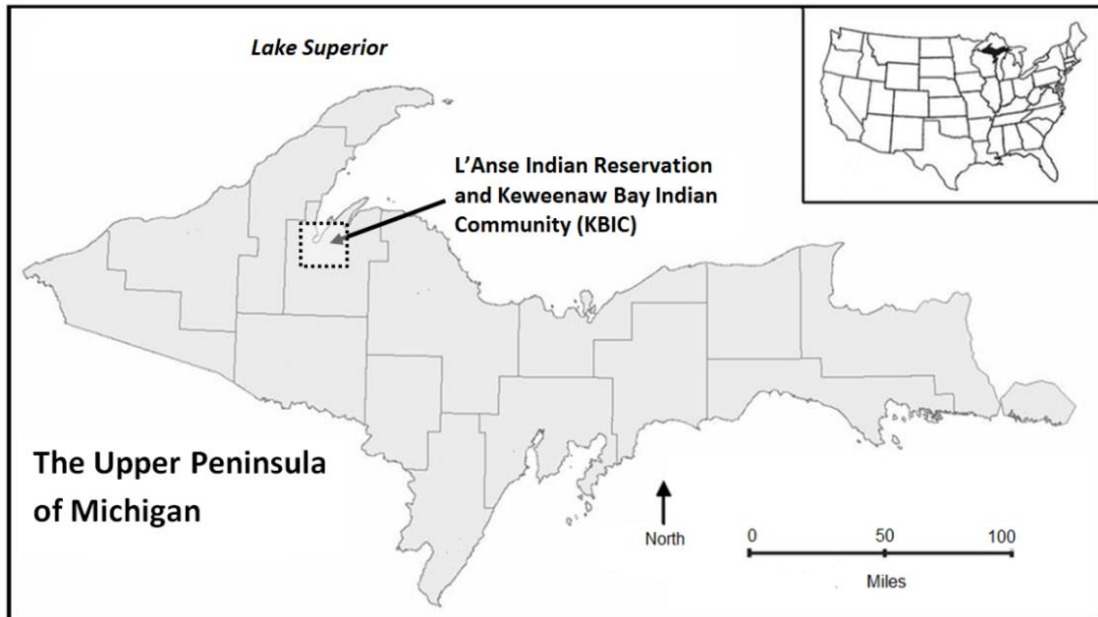 Lake Superior
L'Anse Indian Reservation
and Keweenaw Bay Indian
Community (KBIC)
The Upper Peninsula
of Michigan
North
0 50 100
Miles